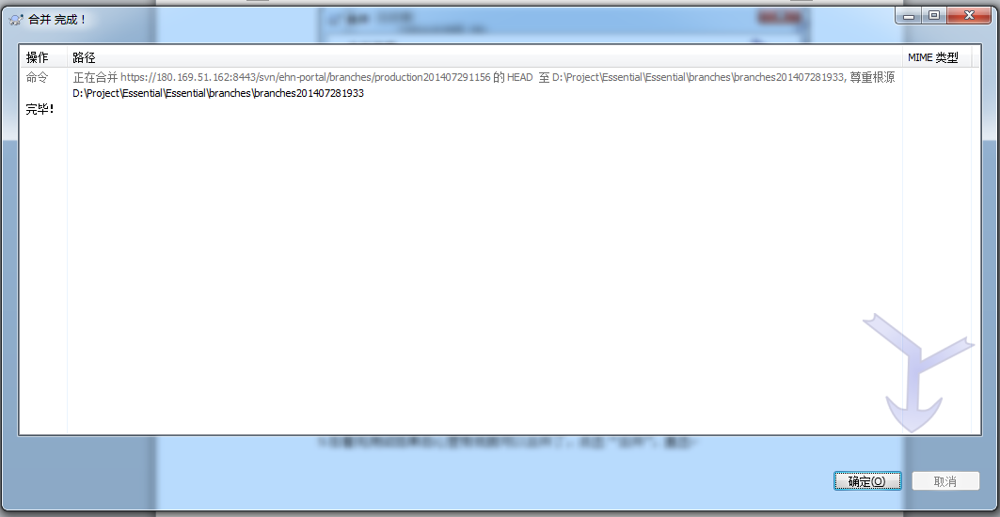 合并 完成！
操作 路径 MIME 类型
命令 正在合并 https://180.169.51.162:8443/svn/ehn-portal/branches/production201407291156 的 HEAD 至 D:\Project\Essential\Essential\branches\branches201407281933, 尊重根源
D:\Project\Essential\Essential\branches\branches201407281933
完毕！
确定(O) 取消